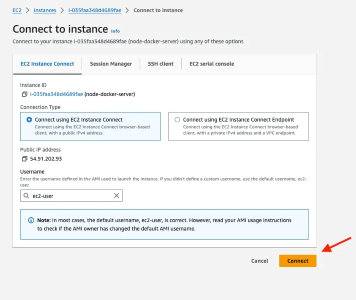 EC2 > Instances > i-035faa548d4689fae > Connect to instance
Connect to instance Info
Connect to your instance i-035faa548d4689fae (node-docker-server) using any of these options
EC2 Instance Connect Session Manager SSH client EC2 serial console
Instance ID
i-035faa548d4689fae (node-docker-server)
Connection Type
Connect using EC2 Instance Connect
Connect using the EC2 Instance Connect browser-based
client, with a public IPv4 address.
Connect using EC2 Instance Connect Endpoint
Connect using the EC2 Instance Connect browser-based
client, with a private IPv4 address and a VPC endpoint.
Public IP address
54.91.202.93
Username
Enter the username defined in the AMI used to launch the instance. If you didn't define a custom username, use the default username, ec2-
user.
ec2-user
Note: In most cases, the default username, ec2-user, is correct. However, read your AMI usage instructions
to check if the AMI owner has changed the default AMI username.
Cancel Connect